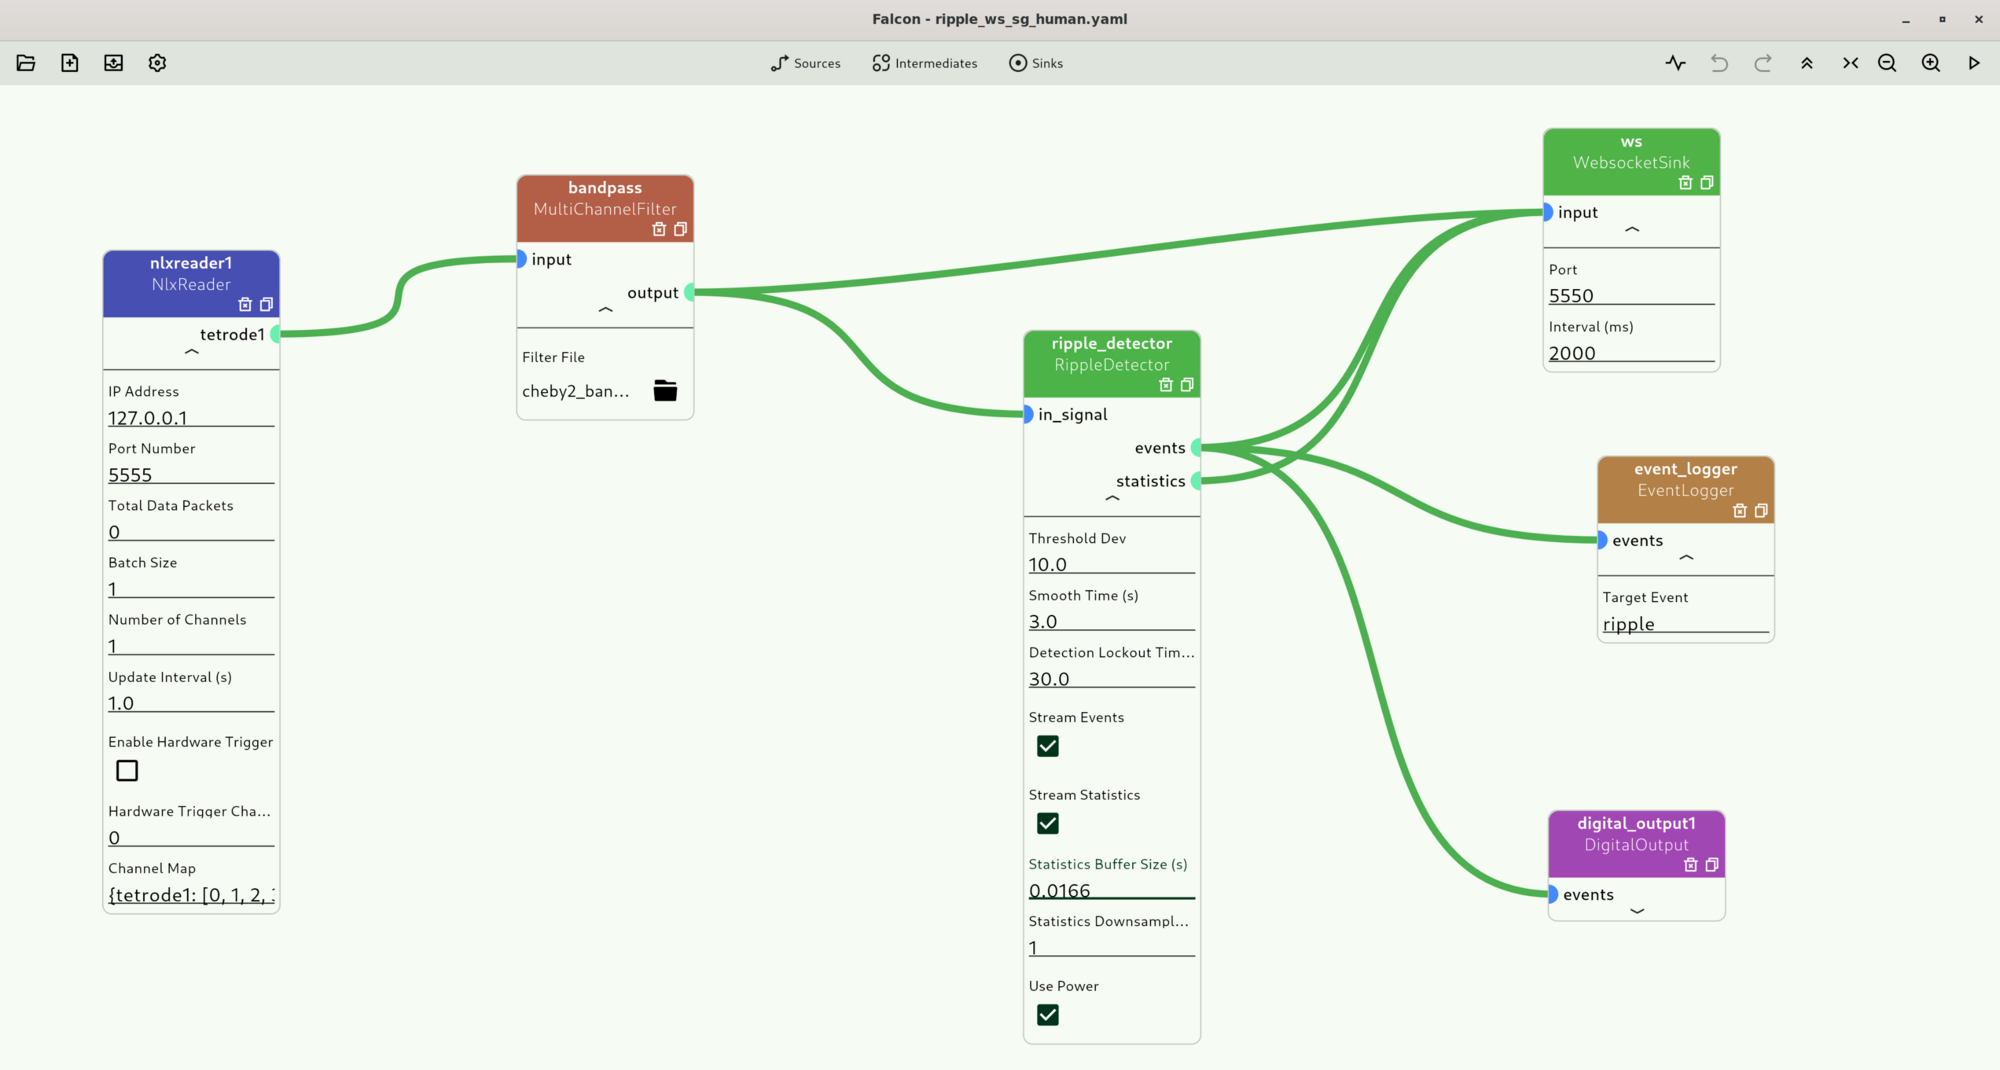 Falcon - ripple_ws_sg_human.yaml
Sources
Intermediates
Sinks
nlxreader1
NlxReader
tetrode1
IP Address
127.0.0.1
Port Number
5555
Total Data Packets
0
Batch Size
1
Number of Channels
1
Update Interval (s)
1.0
Enable Hardware Trigger
Hardware Trigger Cha...
0
Channel Map
{tetrode1: [0, 1, 2,
bandpass
MultiChannelFilter
input
output
Filter File
cheby2_ban...
ripple_detector
RippleDetector
in_signal
events
statistics
Threshold Dev
10.0
Smooth Time (s)
3.0
Detection Lockout Tim...
30.0
Stream Events
Stream Statistics
Statistics Buffer Size (s)
0.0166
Statistics Downsampl...
1
Use Power
ws
WebsocketSink
input
Port
5550
Interval (ms)
2000
event_logger
EventLogger
events
Target Event
ripple
digital_output1
DigitalOutput
events